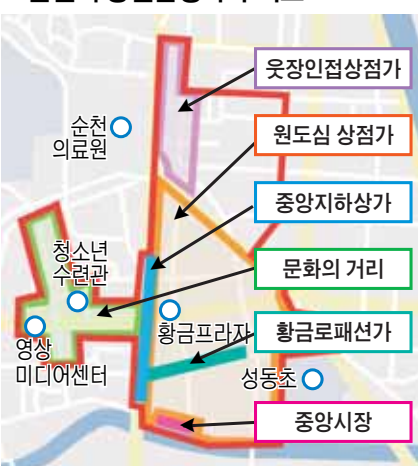 웃장인접상점가
순천
의료원
원도심 상점가
중앙지하상가
청소년
수련관
문화의 거리
황금프라자
황금로패션가
영상
미디어센터
성동초
중앙시장